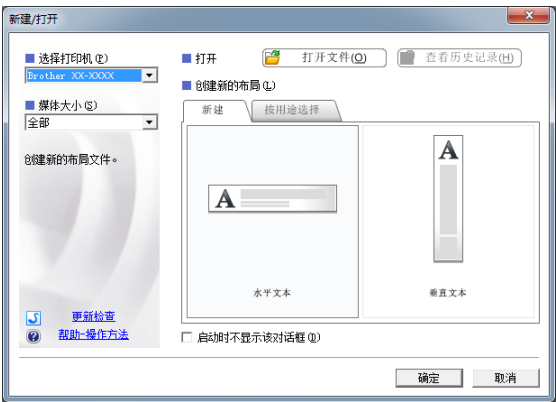 新建/打开
选择打印机(P)
Brother XX-XXXX
媒体大小(S)
全部
创建新的布局文件。
更新检查
帮助-操作方法
打开
打开文件(O)
查看历史记录(H)
创建新的布局(L)
新建
按用途选择
A
水平文本
A
垂直文本
启动时不显示该对话框(D)
确定
取消